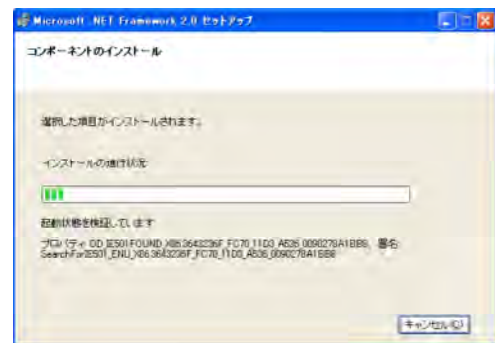 Microsoft .NET Framework 2.0 セットアップ
コンポーネントのインストール
選択した項目がインストールされます。
インストールの進行状況
起動状態を検証しています
プロパティ: DD_IE501FOUND_X86.3643236F_FC70_11D3_A536_0090278A1BB8、署名:
SearchForIE501_ENU_X86.3643236F_FC70_11D3_A536_0090278A1BB8
キャンセル(C)